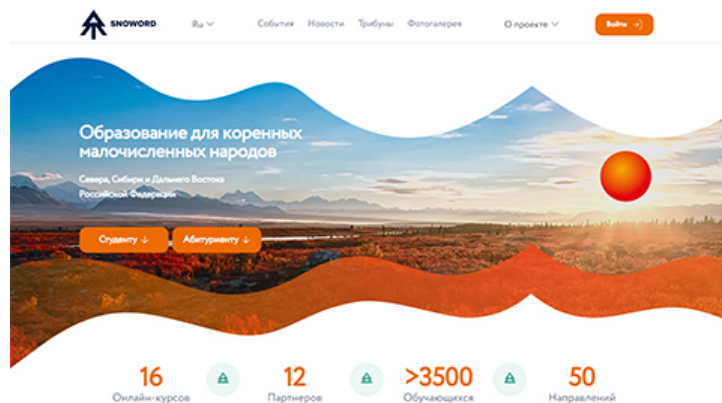 SNOWORD
Ru
События Новости Трибуны Фотогалерея
О проекте
Войти
Образование для коренных
малочисленных народов
Севера, Сибири и Дальнего Востока
Российской Федерации
Студенту ↓ Абитуриенту ↓
16 12 >3500 50
Онлайн-курсов Партнеров Обучающихся Направлений